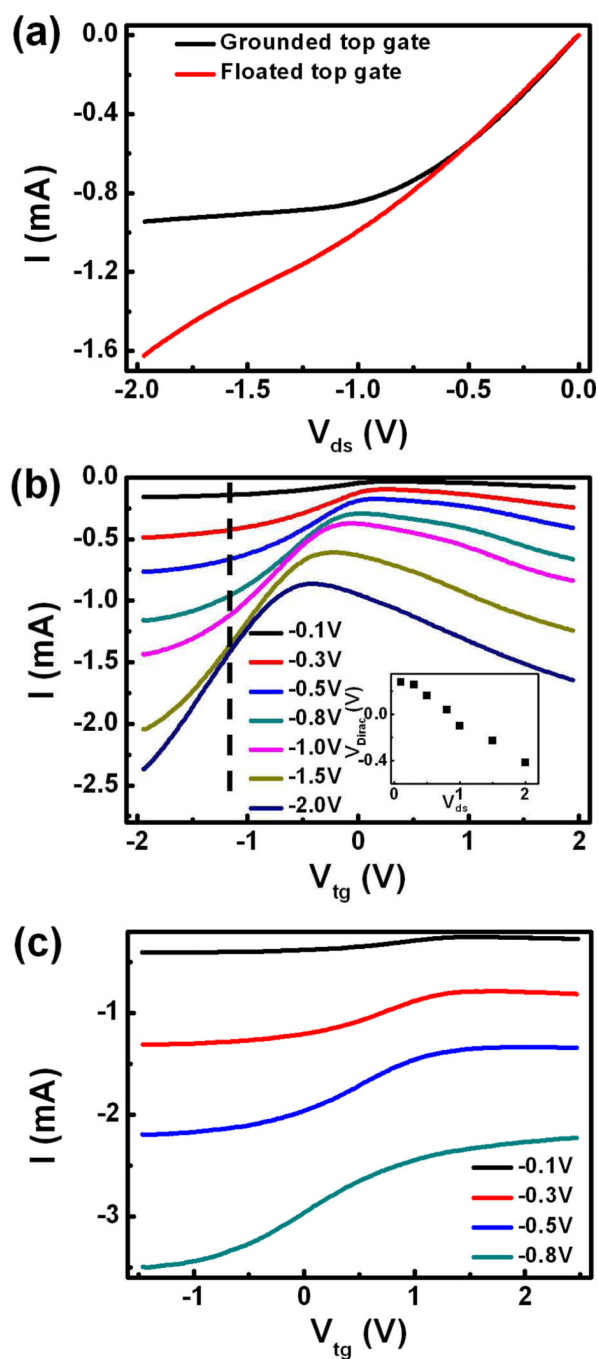 (a)
0.0
Grounded top gate
Floated top gate
-0.4
-0.8
-1.2
-1.6
I (mA)
-2.0 -1.5 -1.0 -0.5 0.0
Vds (V)
(b)
0.0
-0.5
-1.0
-1.5
-2.0
-2.5
I (mA)
-0.1V
-0.3V
-0.5V
-0.8V
-1.0V
-1.5V
-2.0V
VDirac (V)
0.0
-0.4
0 1 2
Vds
-2 -1 0 1 2
Vtg (V)
(c)
-1
-2
-3
I (mA)
-0.1V
-0.3V
-0.5V
-0.8V
-1 0 1 2
Vtg (V)